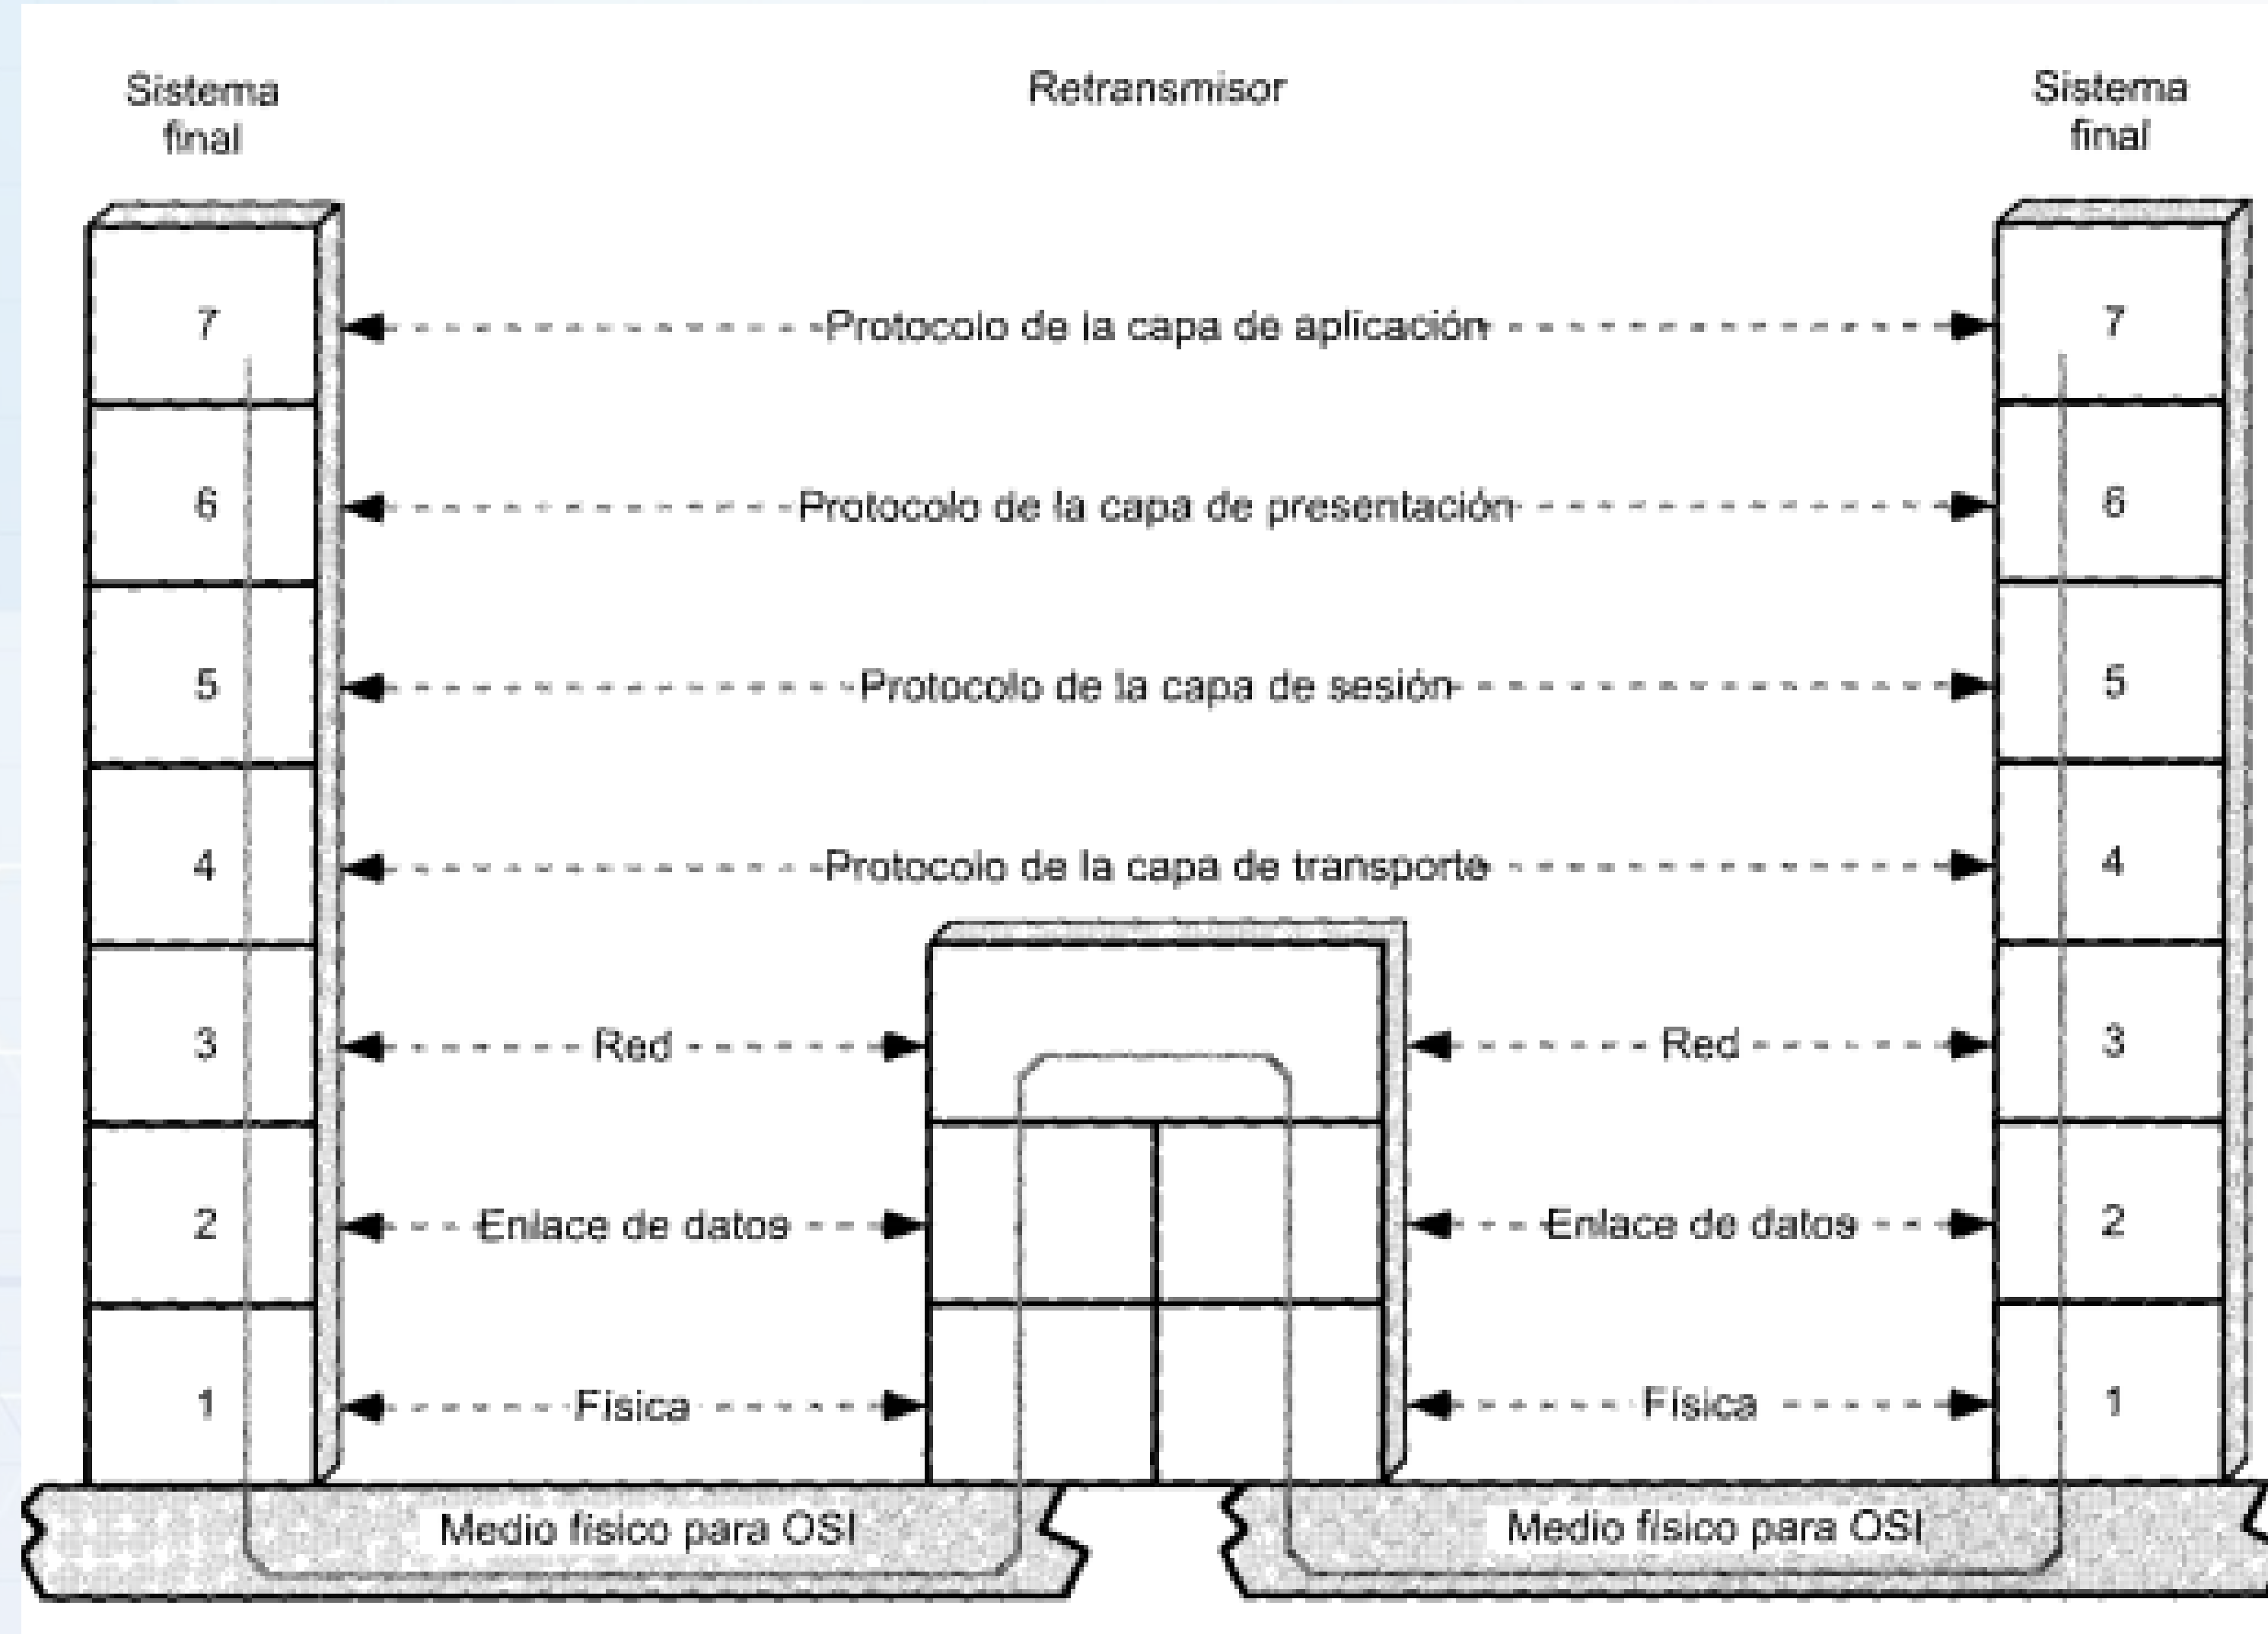 Sistema
final
Retransmisor
Sistema
final
7
Protocolo de la capa de aplicación
7
6
Protocolo de la capa de presentación
6
5
Protocolo de la capa de sesión
5
4
Protocolo de la capa de transporte
4
3
Red
Red
3
2
Enlace de datos
Enlace de datos
2
1
Física
Física
1
Medio físico para OSI
Medio físico para OSI